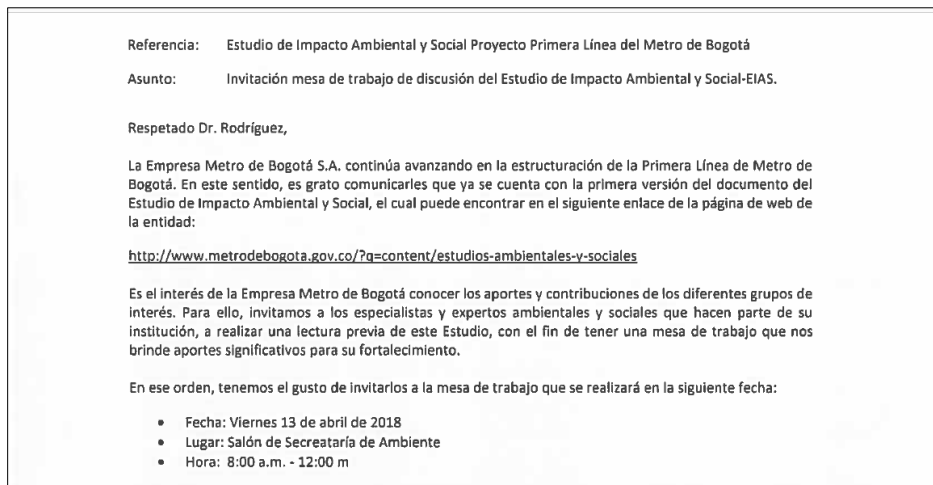 Referencia: Estudio de Impacto Ambiental y Social Proyecto Primera Línea del Metro de Bogotá
Asunto: Invitación mesa de trabajo de discusión del Estudio de Impacto Ambiental y Social-EIAS.
Respetado Dr. Rodríguez,
La Empresa Metro de Bogotá S.A. continúa avanzando en la estructuración de la Primera Línea de Metro de
Bogotá. En este sentido, es grato comunicarles que ya se cuenta con la primera versión del documento del
Estudio de Impacto Ambiental y Social, el cual puede encontrar en el siguiente enlace de la página de web de
la entidad:
http://www.metrodebogota.gov.co/?q=content/estudios-ambientales-y-sociales
Es el interés de la Empresa Metro de Bogotá conocer los aportes y contribuciones de los diferentes grupos de
interés. Para ello, invitamos a los especialistas y expertos ambientales y sociales que hacen parte de su
institución, a realizar una lectura previa de este Estudio, con el fin de tener una mesa de trabajo que nos
brinde aportes significativos para su fortalecimiento.
En ese orden, tenemos el gusto de invitarlos a la mesa de trabajo que se realizará en la siguiente fecha:
• Fecha: Viernes 13 de abril de 2018
• Lugar: Salón de Secreataría de Ambiente
• Hora: 8:00 a.m. - 12:00 m